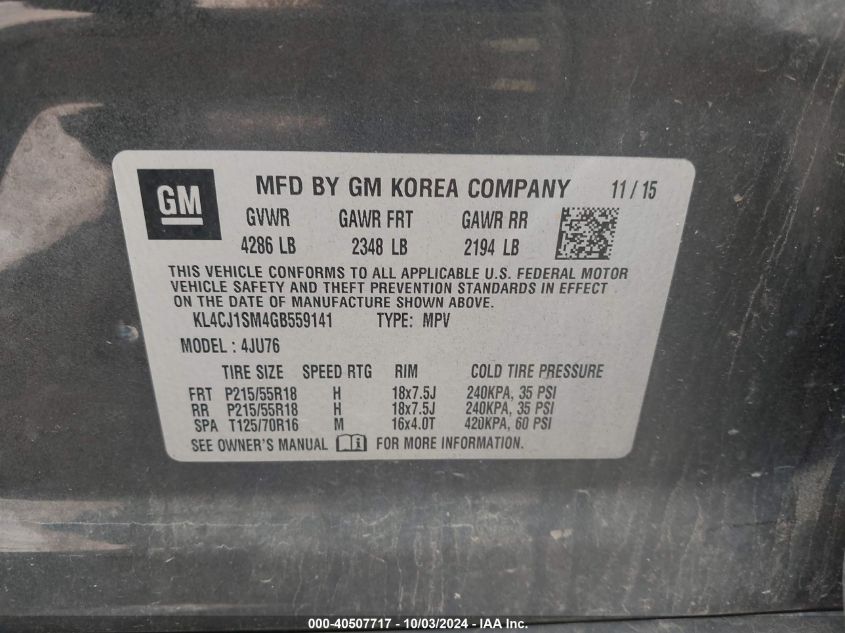 GM
MFD BY GM KOREA COMPANY 11/15
GVWR GAWR FRT GAWR RR
4286 LB 2348 LB 2194 LB
THIS VEHICLE CONFORMS TO ALL APPLICABLE U.S. FEDERAL MOTOR
VEHICLE SAFETY AND THEFT PREVENTION STANDARDS IN EFFECT
ON THE DATE OF MANUFACTURE SHOWN ABOVE.
KL4CJ1SM4GB559141 TYPE: MPV
MODEL : 4JU76
TIRE SIZE SPEED RTG RIM COLD TIRE PRESSURE
FRT P215/55R18 H 18x7.5J 240KPA, 35 PSI
RR P215/55R18 H 18x7.5J 240KPA, 35 PSI
SPA T125/70R16 M 16x4.0T 420KPA, 60 PSI
SEE OWNER'S MANUAL FOR MORE INFORMATION.
000-40507717 - 10/03/2024 - IAA Inc.